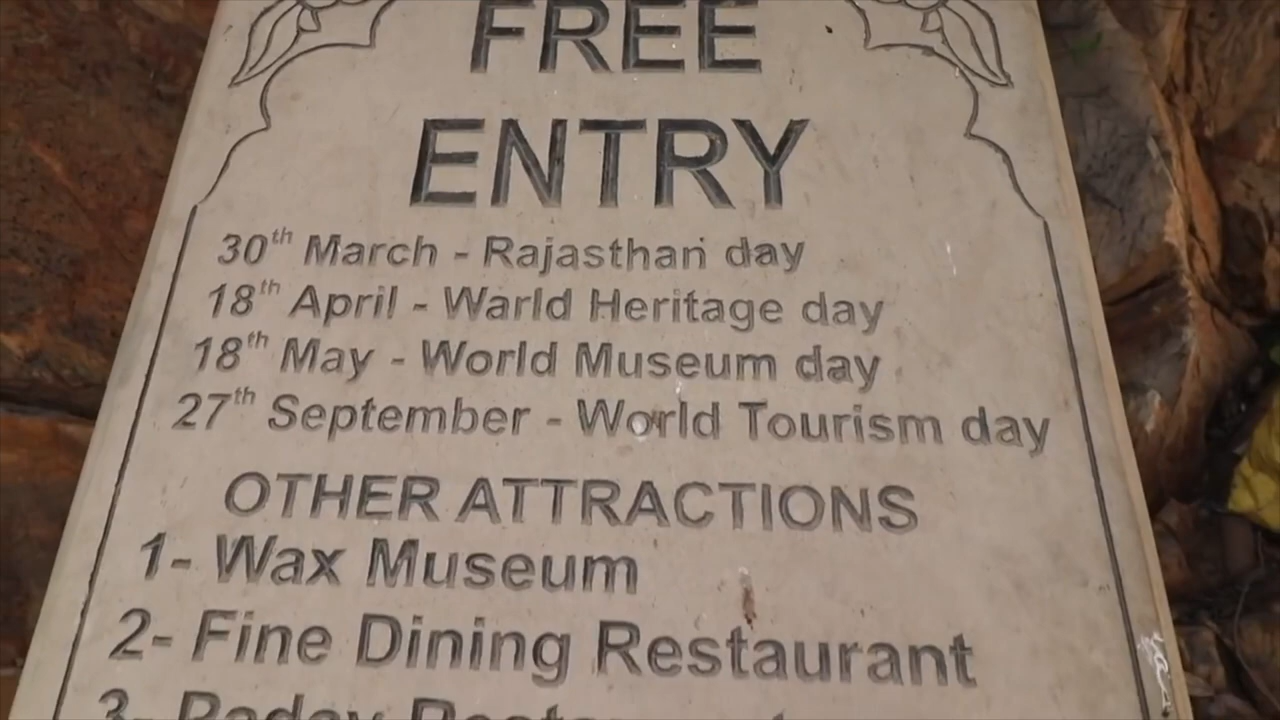 FREE
ENTRY
30th March - Rajasthan day
18th April - Warld Heritage day
18th May - World Museum day
27th September - World Tourism day
OTHER ATTRACTIONS
1- Wax Museum
2- Fine Dining Restaurant
3-